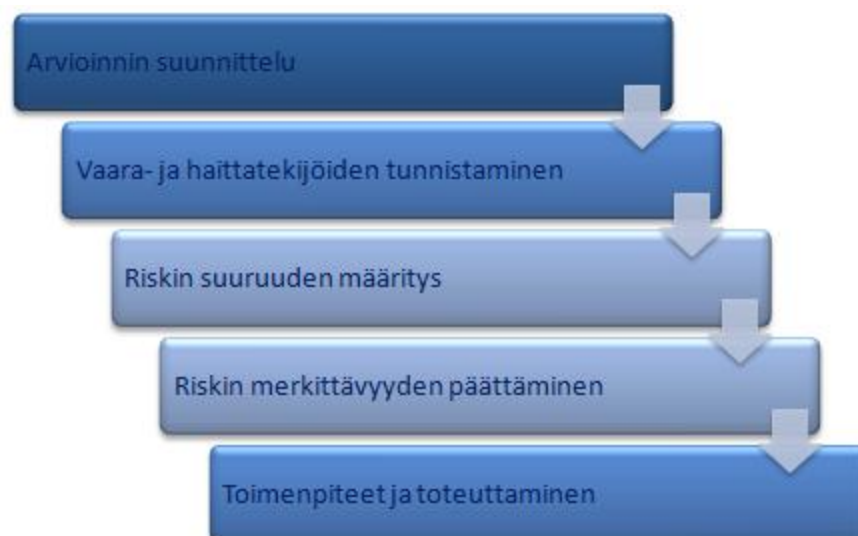 Arvioinnin suunnittelu
Vaara- ja haittatekijöiden tunnistaminen
Riskin suuruuden määritys
Riskin merkittävyyden päättäminen
Toimenpiteet ja toteuttaminen